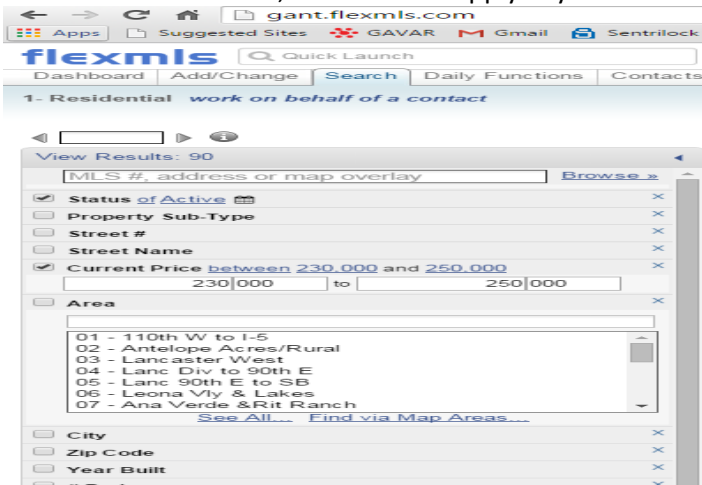 apply
gant.flexmls.com
Apps Suggested Sites GAVAR Gmail Sentrilock
flexmls Quick Launch
Dashboard Add/Change Search Daily Functions Contacts
1- Residential work on behalf of a contact
View Results: 90
MLS #, address or map overlay Browse »
Status of Active
Property Sub-Type
Street #
Street Name
Current Price between 230,000 and 250,000
230|000 to 250|000
Area
01 - 110th W to I-5
02 - Antelope Acres/Rural
03 - Lancaster West
04 - Lanc Div to 90th E
05 - Lanc 90th E to SB
06 - Leona Vly & Lakes
07 - Ana Verde &Rit Ranch
See All... Find via Map Areas...
City
Zip Code
Year Built